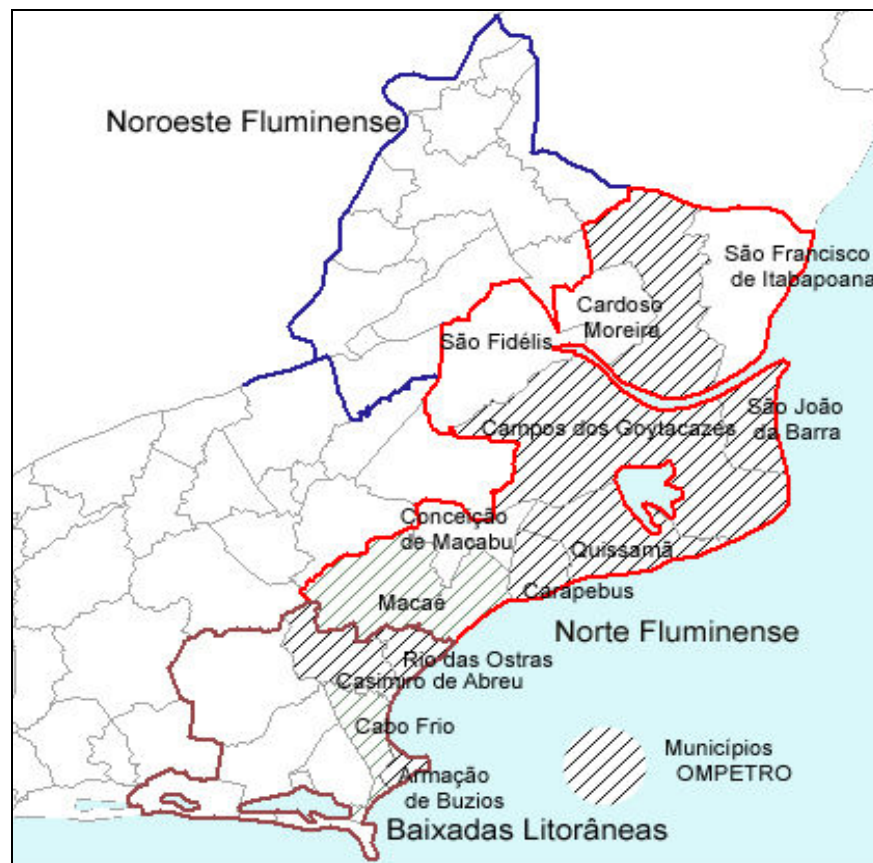 Noroeste Fluminense
São Francisco
de Itabapoana
Cardoso
Moreira
São Fidélis
Campos dos Goytacazes
São João
da Barra
Conceição
de Macabu
Quissamã
Carapebus
Macaé
Norte Fluminense
Rio das Ostras
Casimiro de Abreu
Cabo Frio
Municípios
OMPETRO
Armação
de Buzios
Baixadas Litorâneas